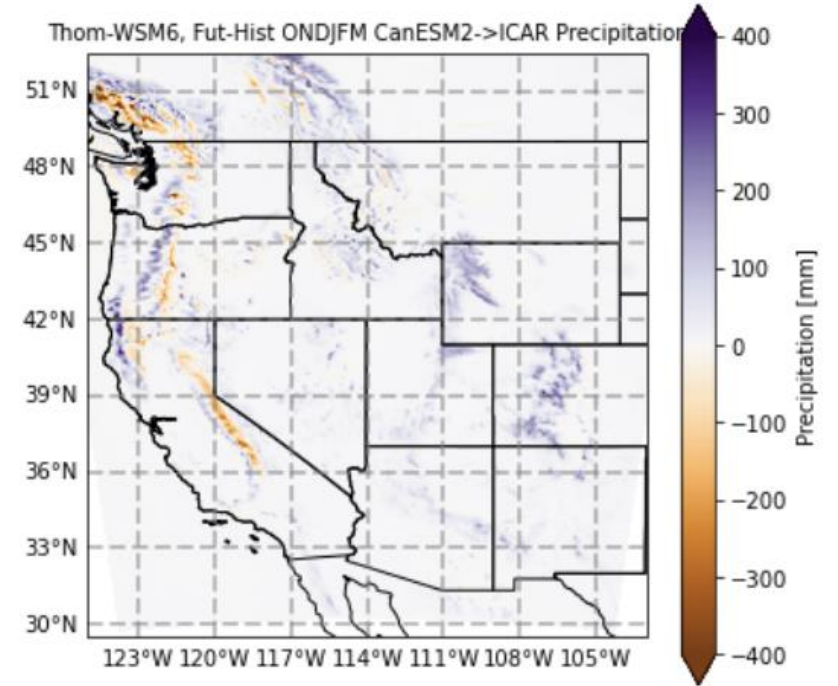 Thom-WSM6, Fut-Hist ONDJFM CanESM2->ICAR Precipitation
51°N
48°N
45°N
42°N
39°N
36°N
33°N
30°N
123°W 120°W 117°W 114°W 111°W 108°W 105°W
400
300
200
100
0
−100
−200
−300
−400
Precipitation [mm]